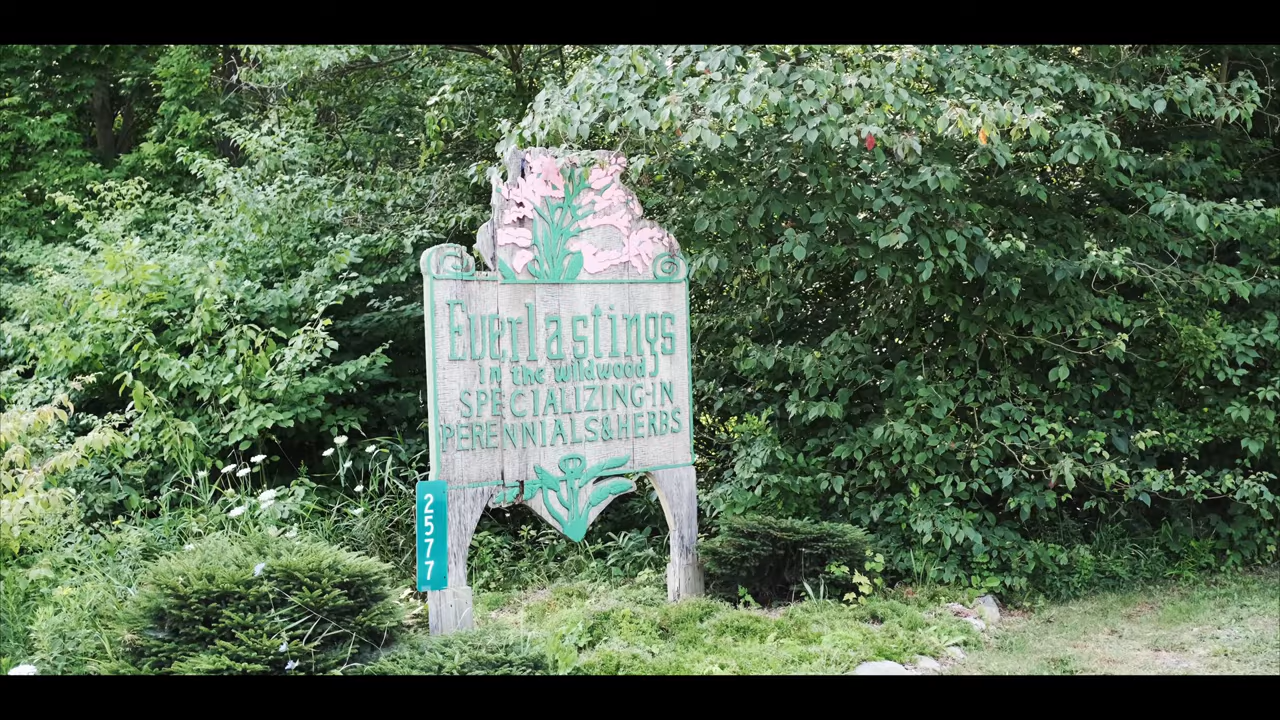 Everlastings
in the wildwood
SPECIALIZING·IN
PERENNIALS&HERBS
2577